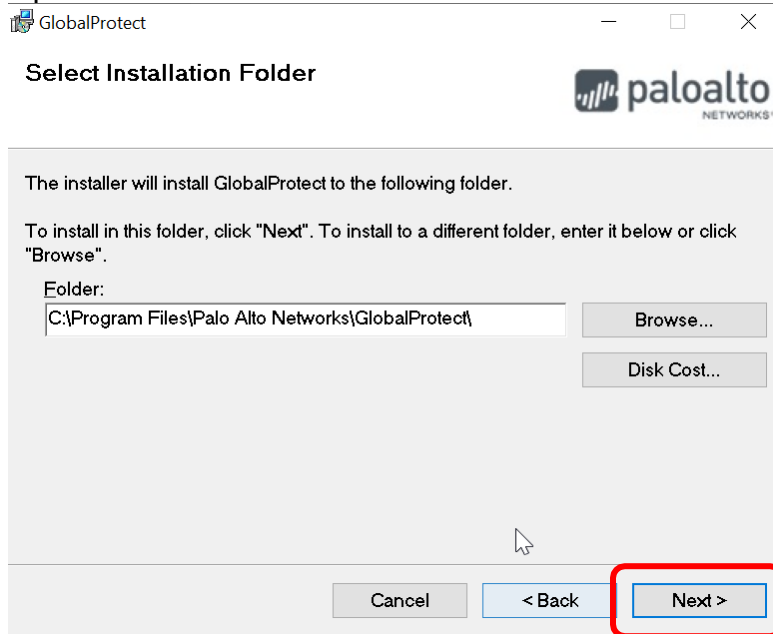 GlobalProtect
Select Installation Folder
paloalto
NETWORKS
The installer will install GlobalProtect to the following folder.
To install in this folder, click "Next". To install to a different folder, enter it below or click
"Browse".
Folder:
C:\Program Files\Palo Alto Networks\GlobalProtect\
Browse...
Disk Cost...
Cancel
< Back
Next >